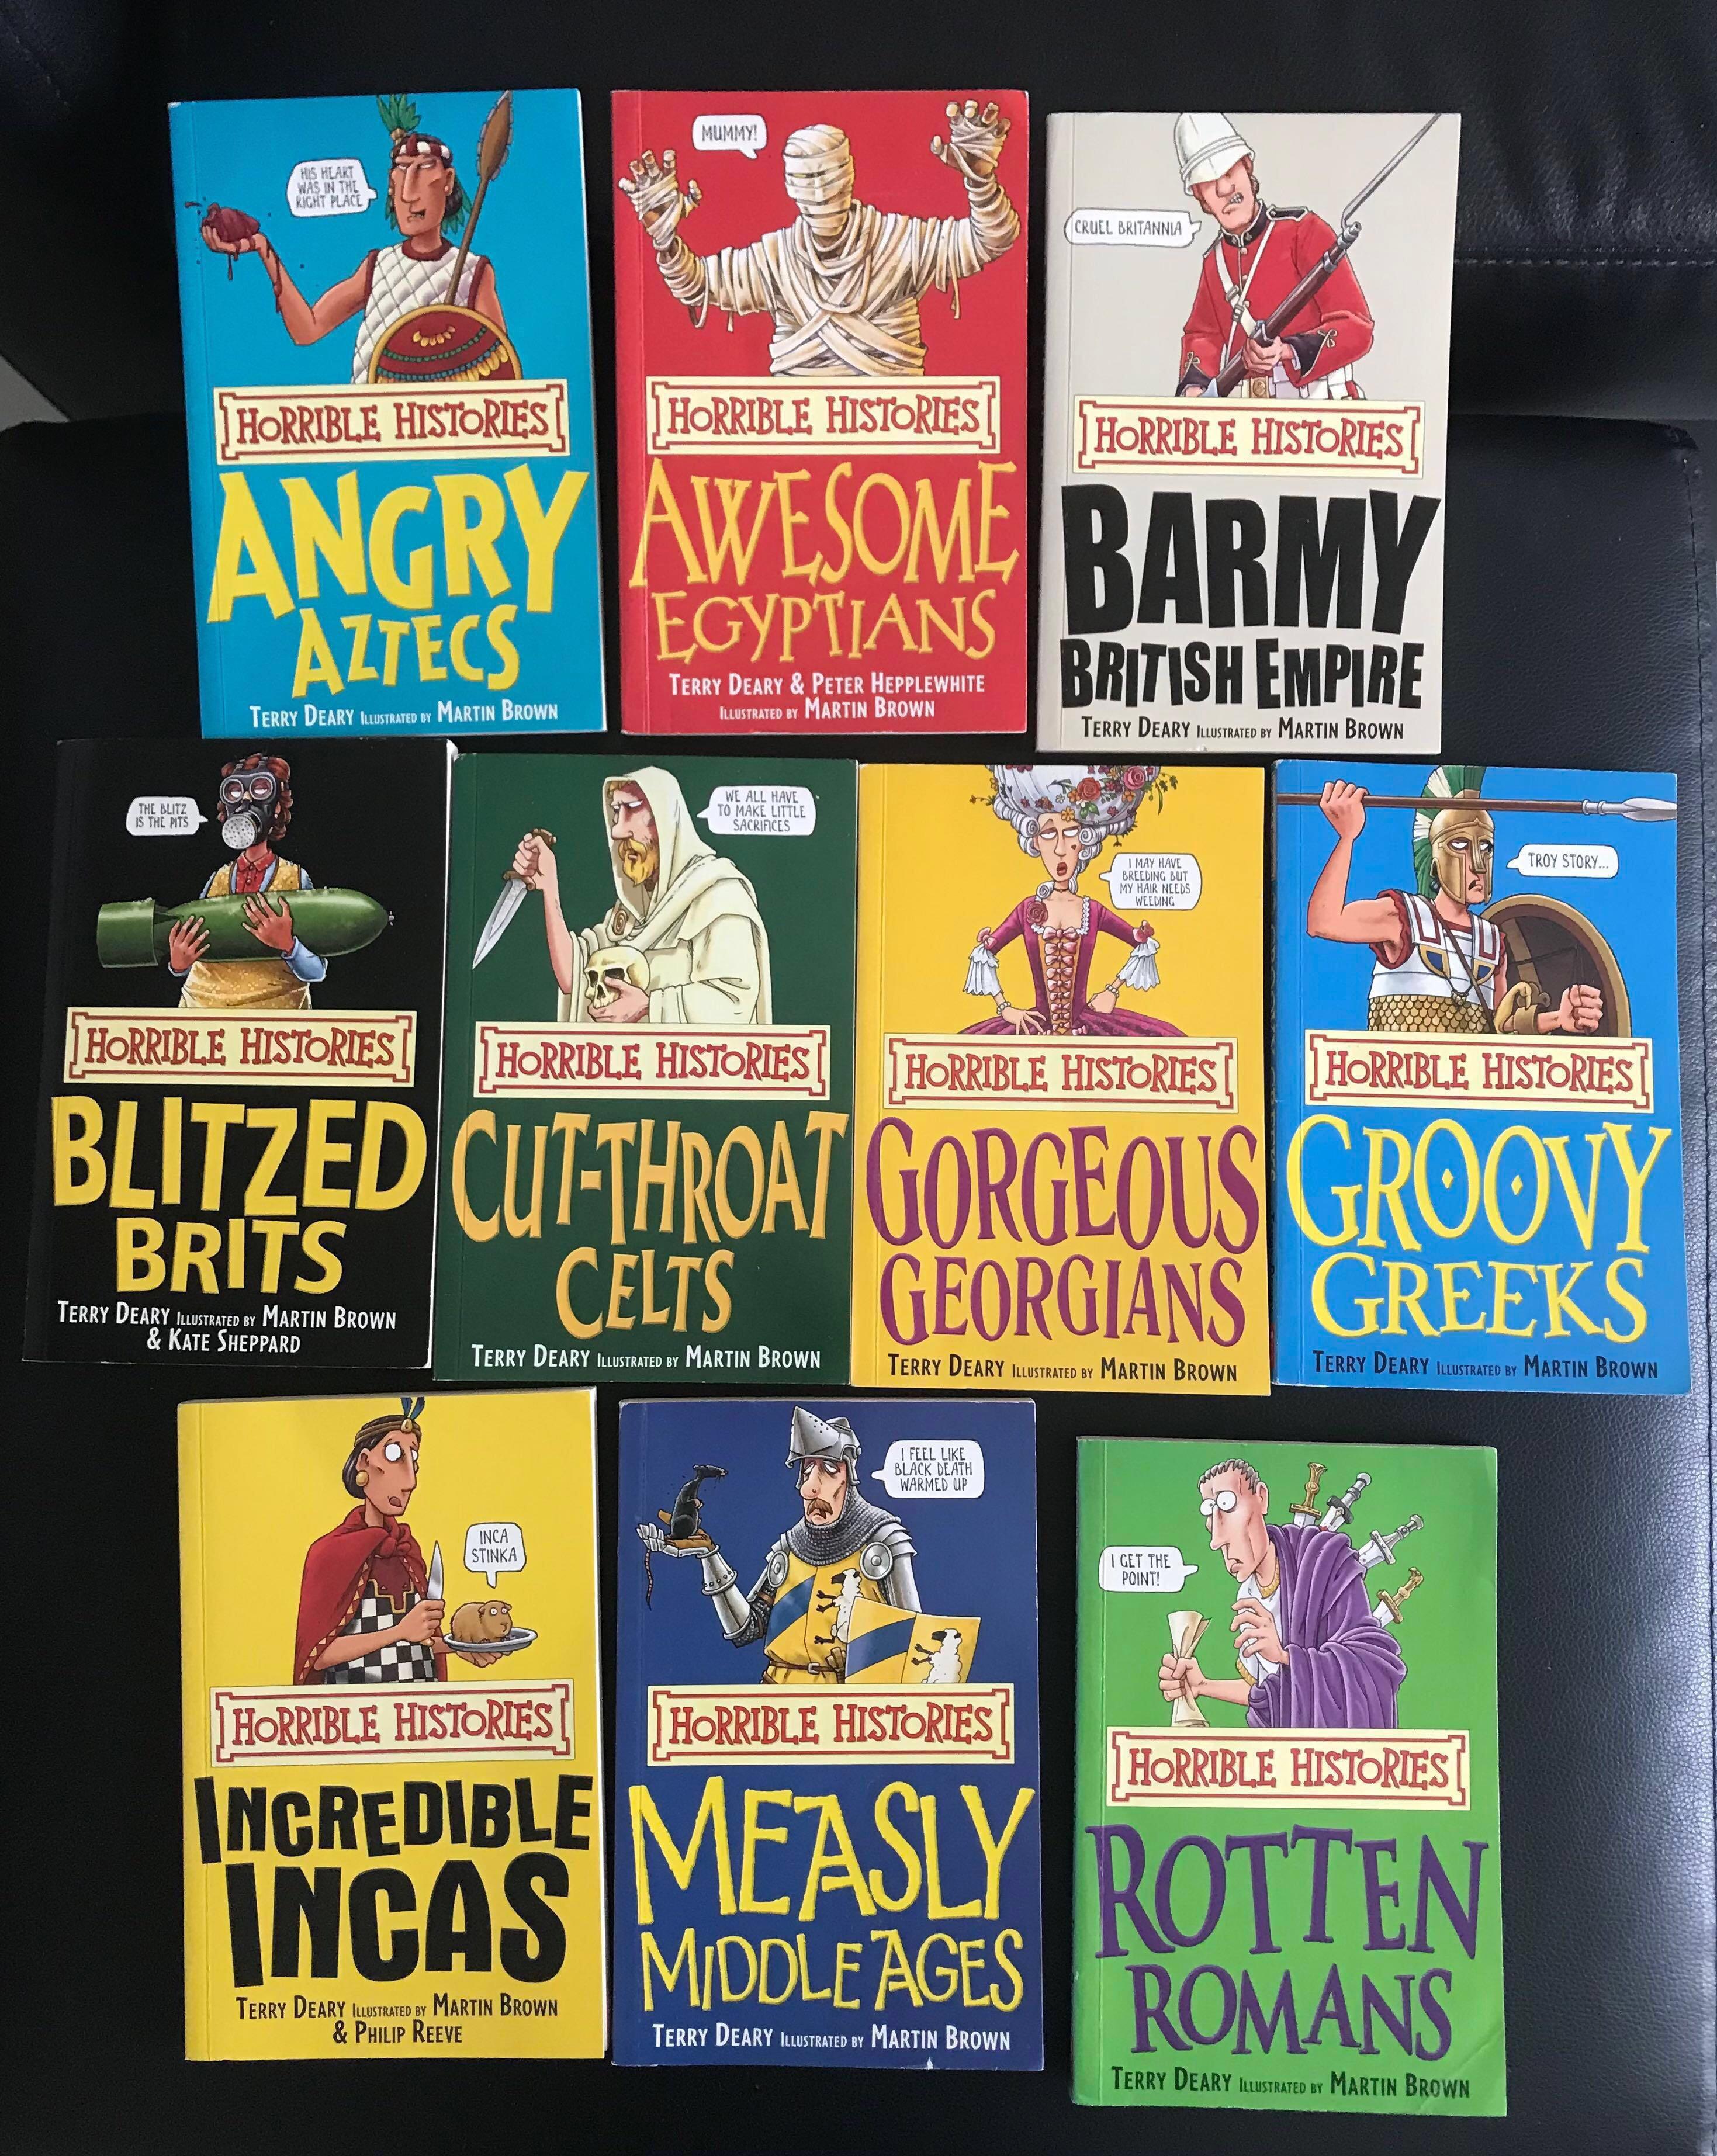 HIS HEART
WAS IN THE
RIGHT PLACE
HORRIBLE HISTORIES
ANGRY
AZTECS
TERRY DEARY ILLUSTRATED BY MARTIN BROWN
MUMMY!
HORRIBLE HISTORIES
AWESOME
EGYPTIANS
TERRY DEARY & PETER HEPPLEWHITE
ILLUSTRATED BY MARTIN BROWN
CRUEL BRITANNIA
HORRIBLE HISTORIES
BARMY
BRITISH EMPIRE
TERRY DEARY ILLUSTRATED BY MARTIN BROWN
THE BLITZ
IS THE PITS
HORRIBLE HISTORIES
BLITZED
BRITS
TERRY DEARY ILLUSTRATED BY MARTIN BROWN
& KATE SHEPPARD
WE ALL HAVE
TO MAKE LITTLE
SACRIFICES
HORRIBLE HISTORIES
CUT-THROAT
CELTS
TERRY DEARY ILLUSTRATED BY MARTIN BROWN
I MAY HAVE
BREEDING BUT
MY HAIR NEEDS
WEEDING
HORRIBLE HISTORIES
GORGEOUS
GEORGIANS
TERRY DEARY ILLUSTRATED BY MARTIN BROWN
TROY STORY...
HORRIBLE HISTORIES
GROOVY
GREEKS
TERRY DEARY ILLUSTRATED BY MARTIN BROWN
INCA
STINKA
HORRIBLE HISTORIES
INCREDIBLE
INCAS
TERRY DEARY ILLUSTRATED BY MARTIN BROWN
& PHILIP REEVE
I FEEL LIKE
BLACK DEATH
WARMED UP
HORRIBLE HISTORIES
MEASLY
MIDDLE AGES
TERRY DEARY ILLUSTRATED BY MARTIN BROWN
I GET THE
POINT!
HORRIBLE HISTORIES
ROTTEN
ROMANS
TERRY DEARY ILLUSTRATED BY MARTIN BROWN